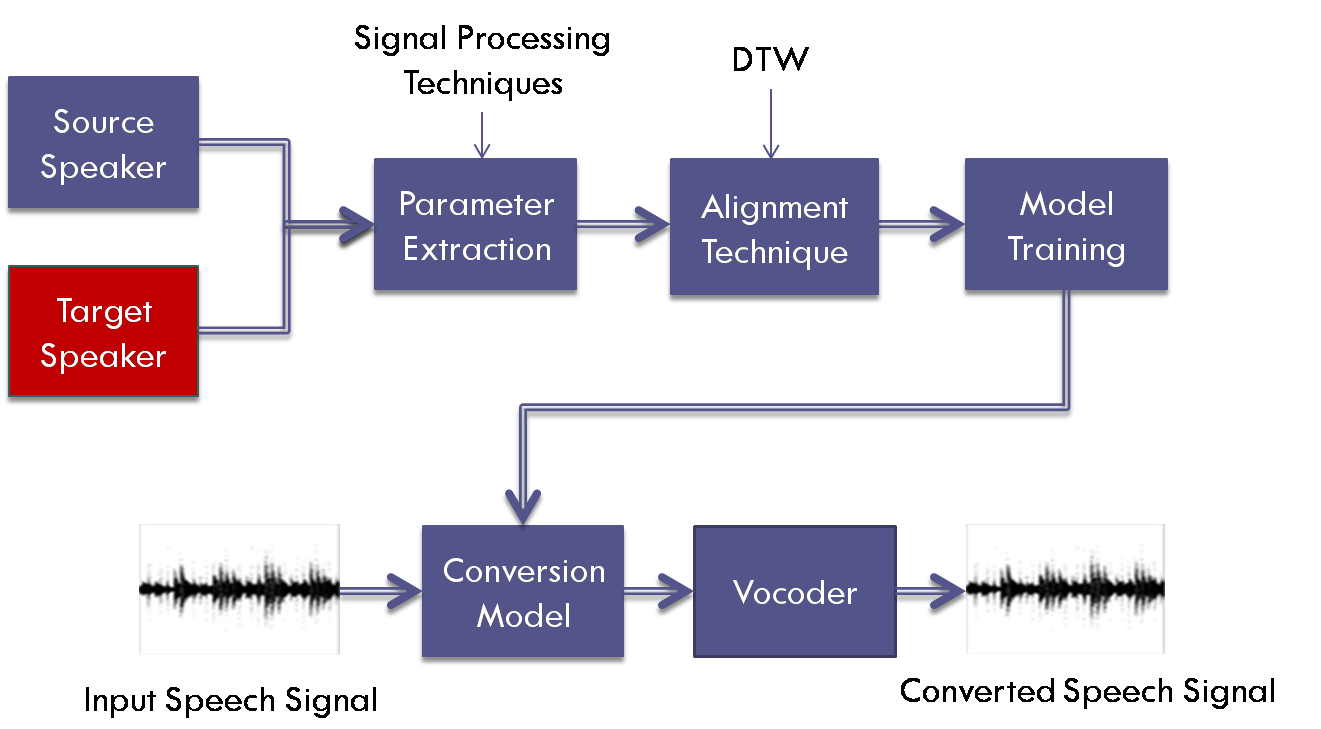 Signal Processing
Techniques
DTW
Source
Speaker
Parameter
Extraction
Alignment
Technique
Model
Training
Target
Speaker
Conversion
Model
Vocoder
Input Speech Signal
Converted Speech Signal